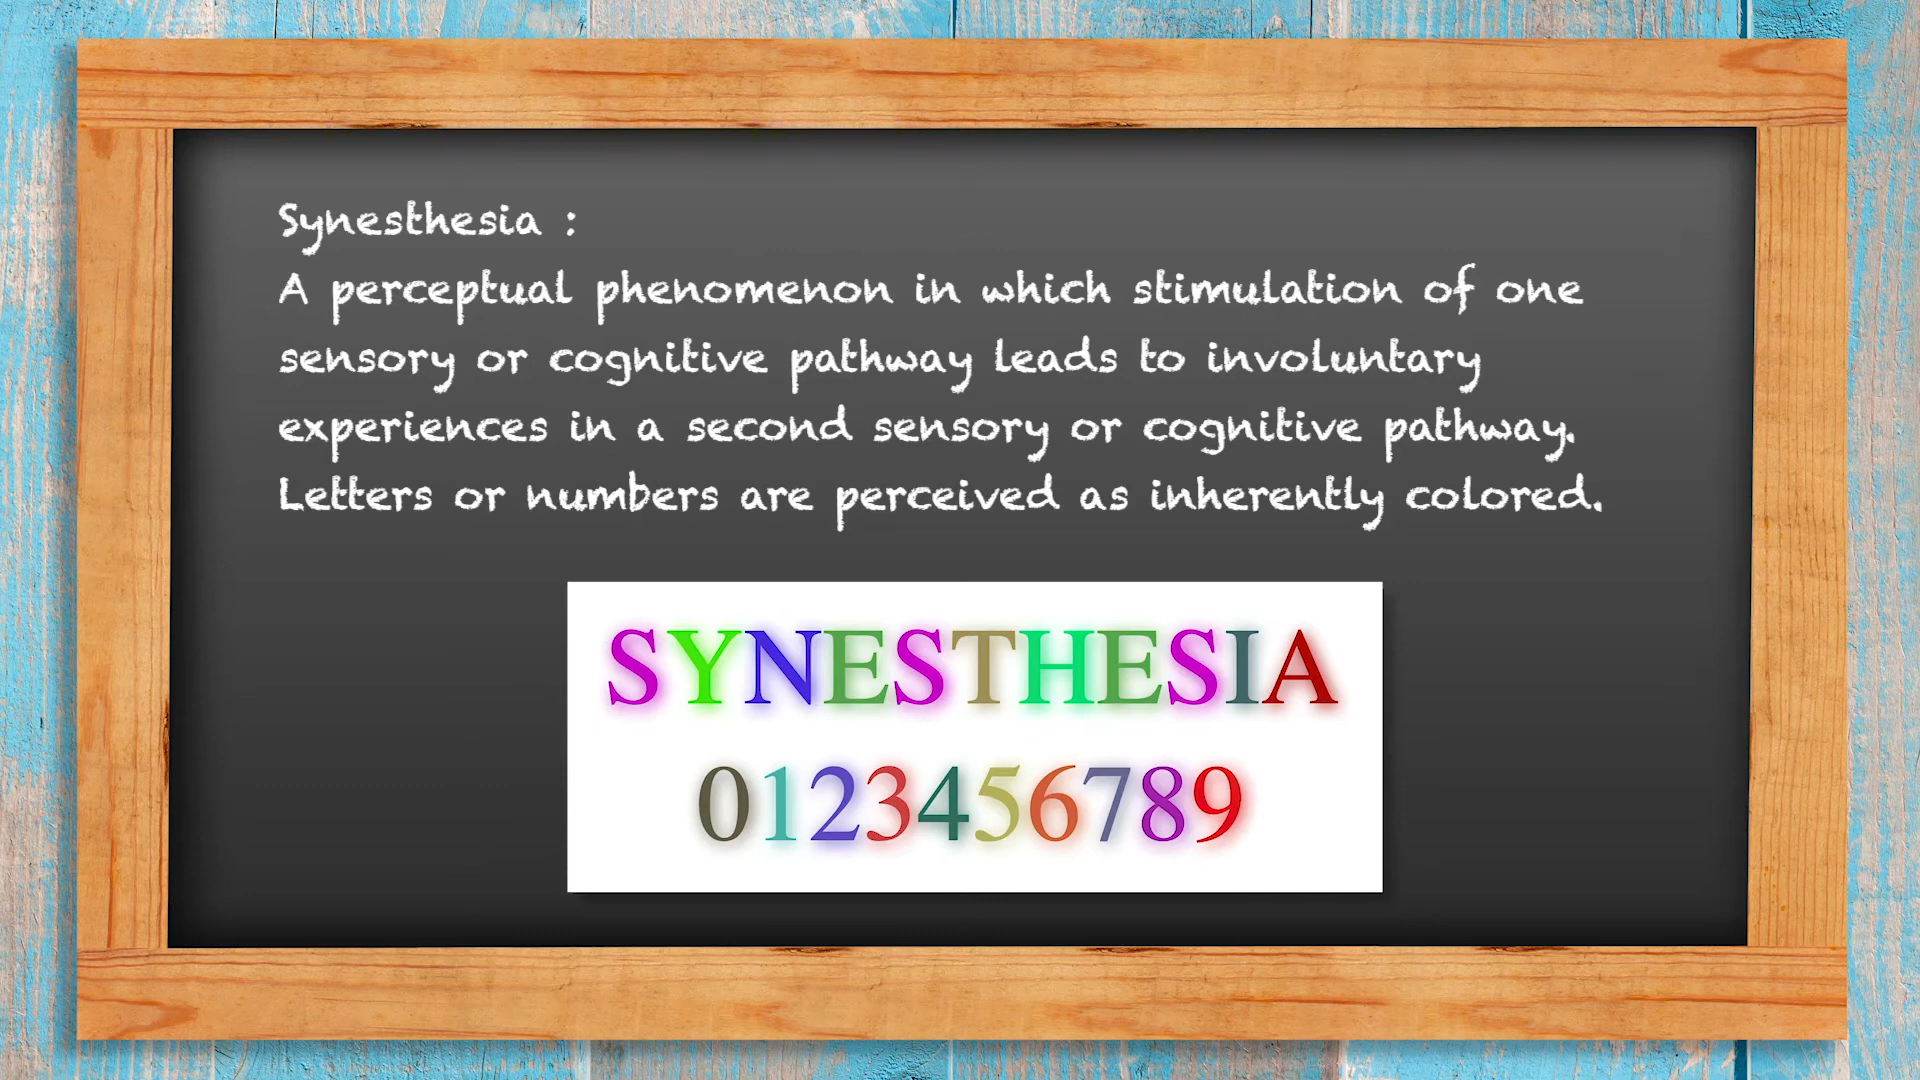 Synesthesia :
A perceptual phenomenon in which stimulation of one
sensory or cognitive pathway leads to involuntary
experiences in a second sensory or cognitive pathway.
Letters or numbers are perceived as inherently colored.
SYNESTHESIA
0123456789